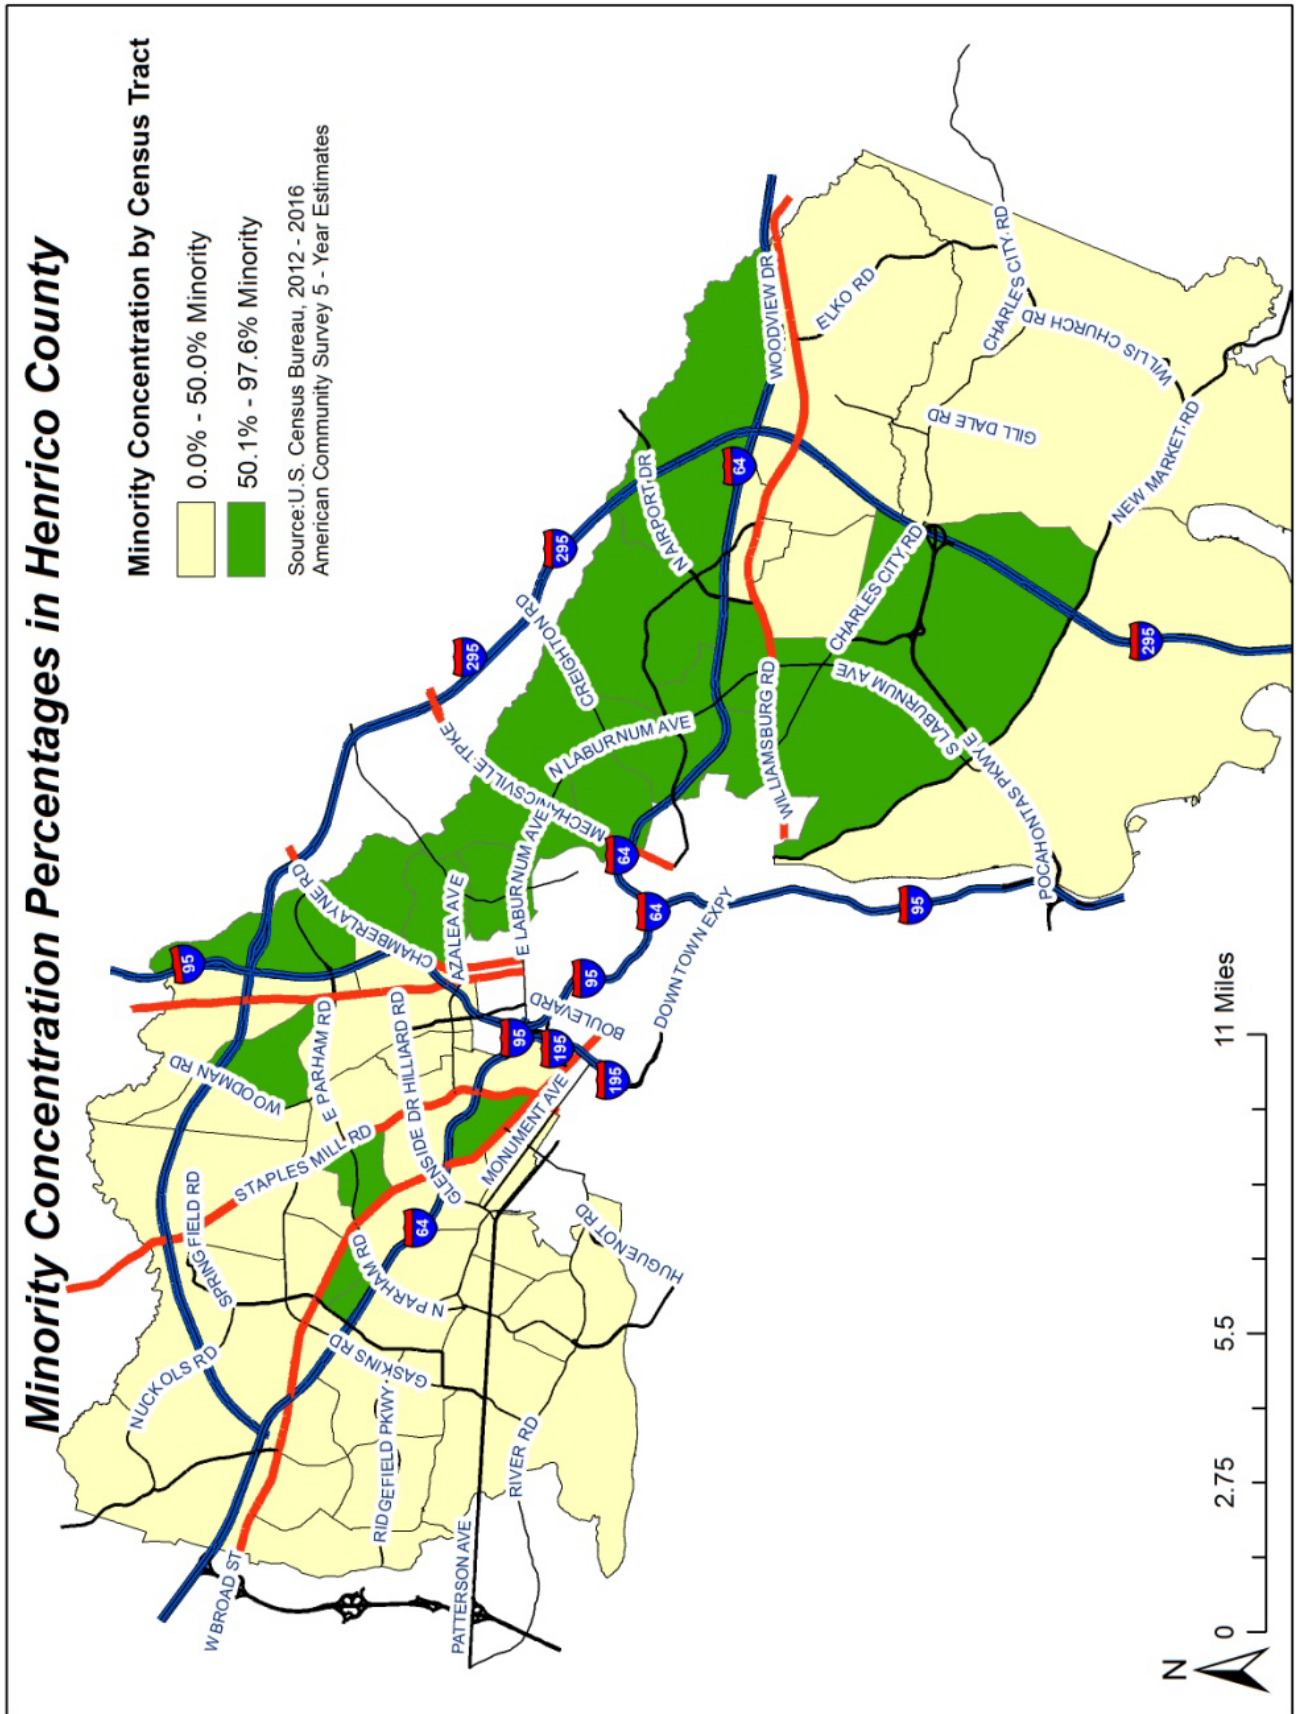 Minority Concentration Percentages in Henrico County
Minority Concentration by Census Tract
0.0% - 50.0% Minority
50.1% - 97.6% Minority
Source:U.S. Census Bureau, 2012 - 2016
American Community Survey 5 - Year Estimates
95
295
295
64
64
64
95
95
195
195
64
95
295
NUCKOLS RD
SPRINGFIELD RD
STAPLES MILL RD
WOODMAN RD
E PARHAM RD
CHAMBERLAYNE RD
HILLIARD RD
GLENSIDE DR
AZALEA AVE
E LABURNUM AVE
MECHANICSVILLE TPKE
N LABURNUM AVE
CREIGHTON RD
N AIRPORT DR
WOODVIEW DR
W BROAD ST
RIDGEFIELD PKWY
GASKINS RD
N PARHAM RD
PATTERSON AVE
RIVER RD
HUGUENOT RD
MONUMENT AVE
BOULEVARD
DOWNTOWN EXPY
WILLIAMSBURG RD
S LABURNUM AVE
CHARLES CITY RD
POCAHONTAS PKWY E
ELKO RD
CHARLES CITY RD
GILL DALE RD
WILLIS CHURCH RD
NEW MARKET RD
N
0
2.75
5.5
11 Miles